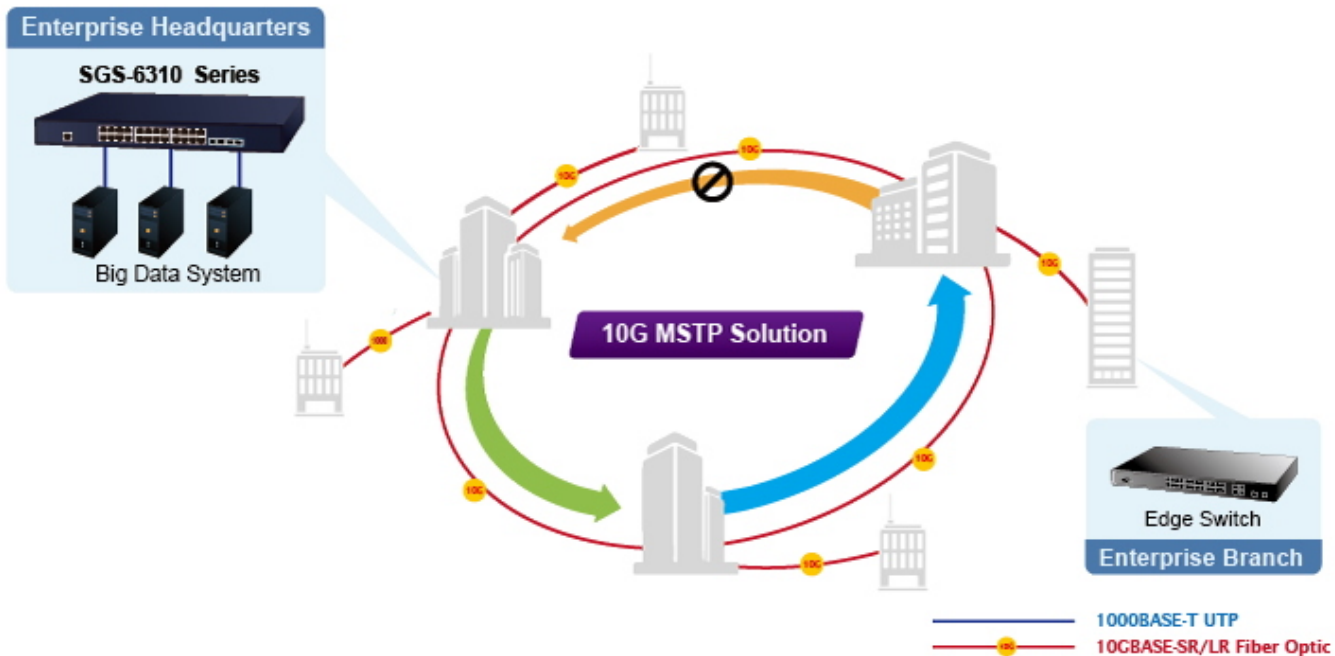 Enterprise Headquarters
SGS-6310 Series
Big Data System
10G
10G
10G
10G MSTP Solution
10G
10G
10G
Edge Switch
Enterprise Branch
1000BASE-T UTP
10G
10GBASE-SR/LR Fiber Optic